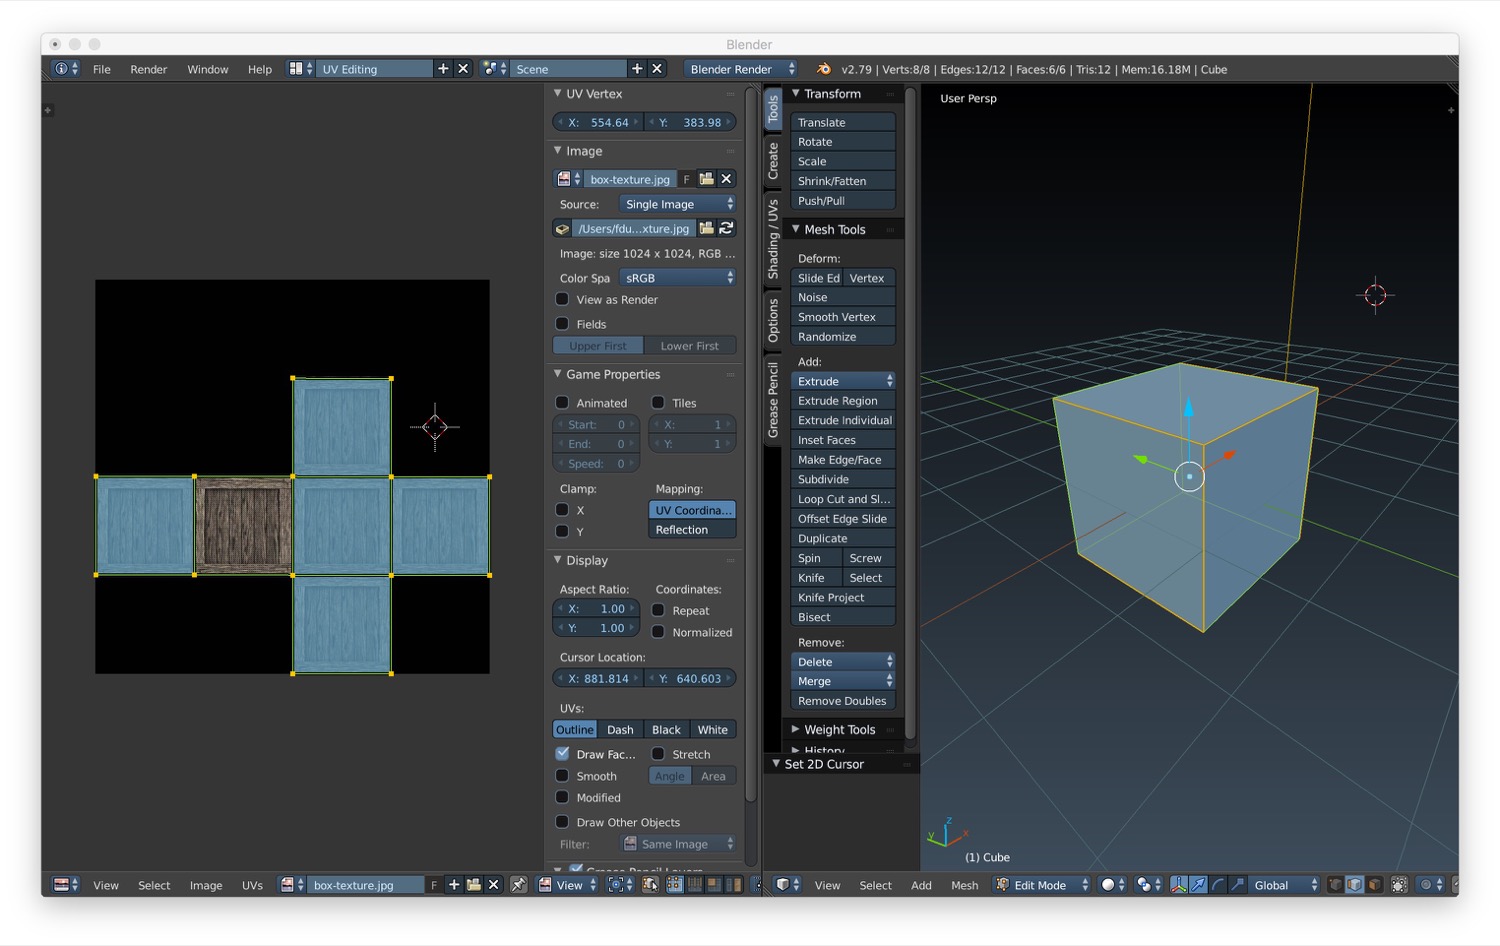 Blender
File Render Window Help UV Editing Scene Blender Render v2.79 | Verts:8/8 | Edges:12/12 | Faces:6/6 | Tris:12 | Mem:16.18M | Cube
UV Vertex
X: 554.64 Y: 383.98
Image
box-texture.jpg F
Source: Single Image
/Users/fdu...xture.jpg
Image: size 1024 x 1024, RGB ...
Color Spa sRGB
View as Render
Fields
Upper First Lower First
Game Properties
Animated Tiles
Start: 0 X: 1
End: 0 Y: 1
Speed: 0
Clamp: Mapping:
X UV Coordina...
Y Reflection
Display
Aspect Ratio: Coordinates:
X: 1.00 Repeat
Y: 1.00 Normalized
Cursor Location:
X: 881.814 Y: 640.603
UVs:
Outline Dash Black White
Draw Fac... Stretch
Smooth Angle Area
Modified
Draw Other Objects
Filter: Same Image
Grease Pencil Layers
Tools
Create
Shading / UVs
Options
Grease Pencil
Transform
Translate
Rotate
Scale
Shrink/Fatten
Push/Pull
Mesh Tools
Deform:
Slide Ed Vertex
Noise
Smooth Vertex
Randomize
Add:
Extrude
Extrude Region
Extrude Individual
Inset Faces
Make Edge/Face
Subdivide
Loop Cut and Sl...
Offset Edge Slide
Duplicate
Spin Screw
Knife Select
Knife Project
Bisect
Remove:
Delete
Merge
Remove Doubles
Weight Tools
History
Set 2D Cursor
User Persp
z
y x
(1) Cube
View Select Image UVs box-texture.jpg F View
View Select Add Mesh Edit Mode Global